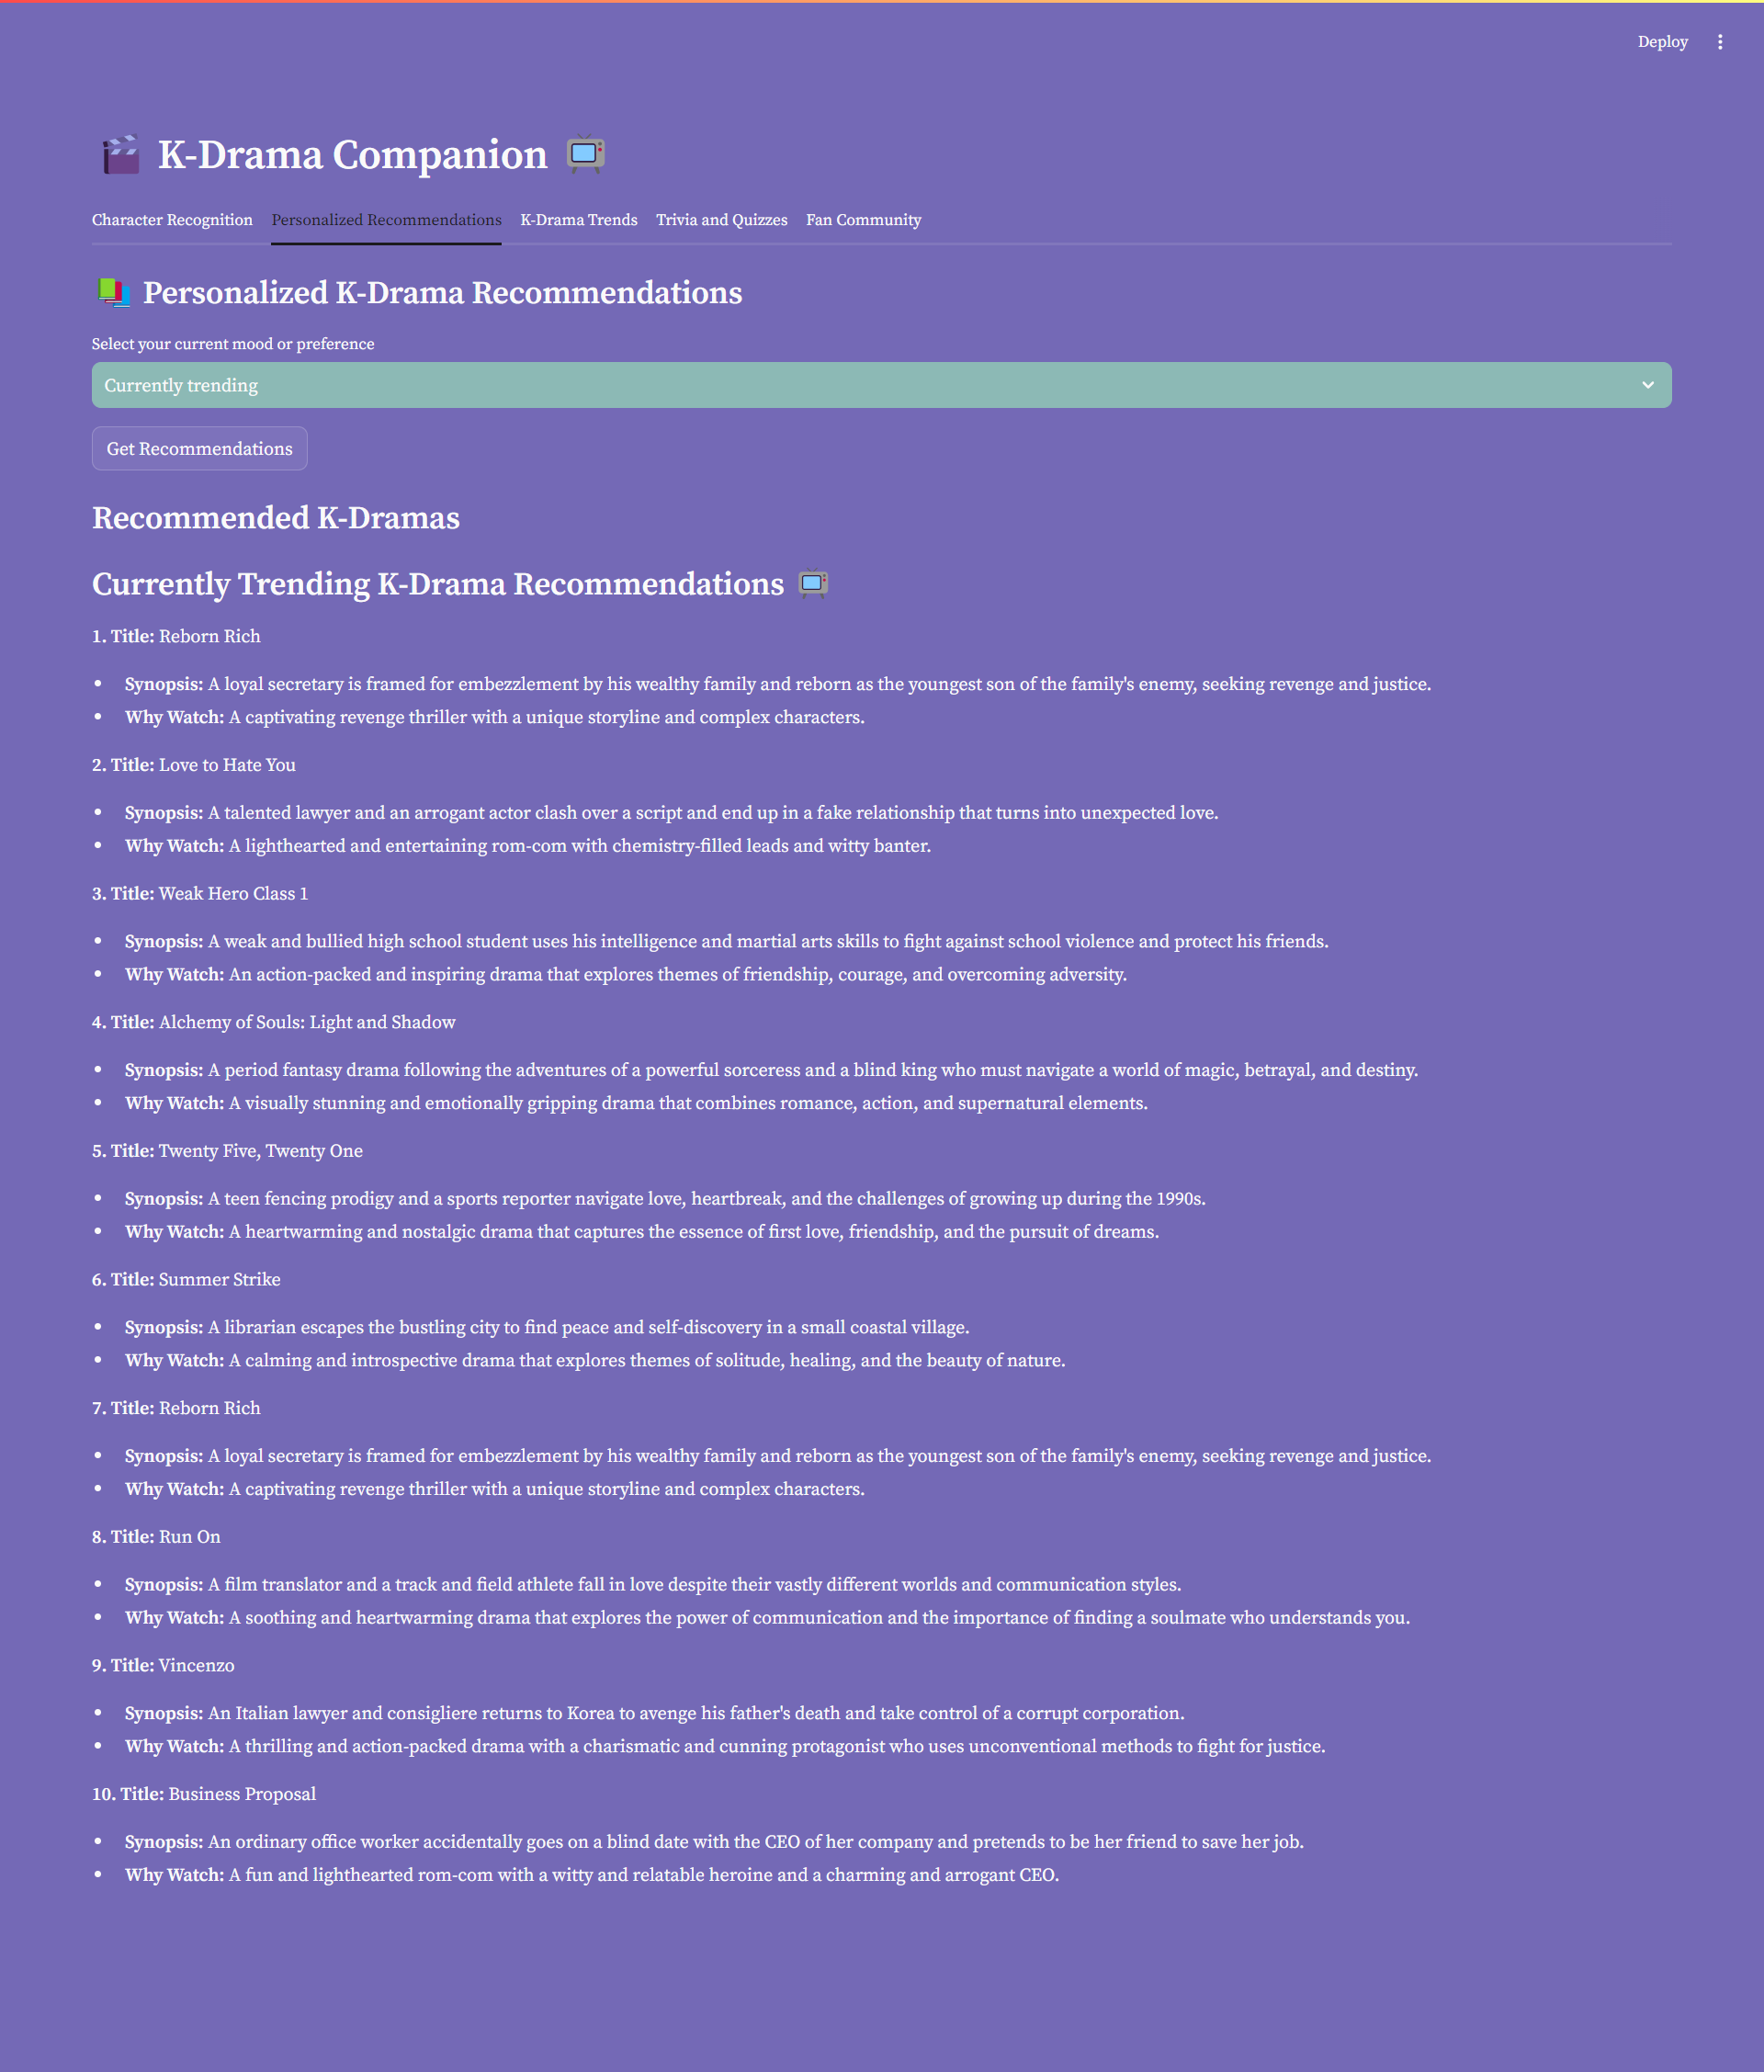 Deploy
K-Drama Companion
Character Recognition Personalized Recommendations K-Drama Trends Trivia and Quizzes Fan Community
Personalized K-Drama Recommendations
Select your current mood or preference
Currently trending
Get Recommendations
Recommended K-Dramas
Currently Trending K-Drama Recommendations
1. Title: Reborn Rich
• Synopsis: A loyal secretary is framed for embezzlement by his wealthy family and reborn as the youngest son of the family's enemy, seeking revenge and justice.
• Why Watch: A captivating revenge thriller with a unique storyline and complex characters.
2. Title: Love to Hate You
• Synopsis: A talented lawyer and an arrogant actor clash over a script and end up in a fake relationship that turns into unexpected love.
• Why Watch: A lighthearted and entertaining rom-com with chemistry-filled leads and witty banter.
3. Title: Weak Hero Class 1
• Synopsis: A weak and bullied high school student uses his intelligence and martial arts skills to fight against school violence and protect his friends.
• Why Watch: An action-packed and inspiring drama that explores themes of friendship, courage, and overcoming adversity.
4. Title: Alchemy of Souls: Light and Shadow
• Synopsis: A period fantasy drama following the adventures of a powerful sorceress and a blind king who must navigate a world of magic, betrayal, and destiny.
• Why Watch: A visually stunning and emotionally gripping drama that combines romance, action, and supernatural elements.
5. Title: Twenty Five, Twenty One
• Synopsis: A teen fencing prodigy and a sports reporter navigate love, heartbreak, and the challenges of growing up during the 1990s.
• Why Watch: A heartwarming and nostalgic drama that captures the essence of first love, friendship, and the pursuit of dreams.
6. Title: Summer Strike
• Synopsis: A librarian escapes the bustling city to find peace and self-discovery in a small coastal village.
• Why Watch: A calming and introspective drama that explores themes of solitude, healing, and the beauty of nature.
7. Title: Reborn Rich
• Synopsis: A loyal secretary is framed for embezzlement by his wealthy family and reborn as the youngest son of the family's enemy, seeking revenge and justice.
• Why Watch: A captivating revenge thriller with a unique storyline and complex characters.
8. Title: Run On
• Synopsis: A film translator and a track and field athlete fall in love despite their vastly different worlds and communication styles.
• Why Watch: A soothing and heartwarming drama that explores the power of communication and the importance of finding a soulmate who understands you.
9. Title: Vincenzo
• Synopsis: An Italian lawyer and consigliere returns to Korea to avenge his father's death and take control of a corrupt corporation.
• Why Watch: A thrilling and action-packed drama with a charismatic and cunning protagonist who uses unconventional methods to fight for justice.
10. Title: Business Proposal
• Synopsis: An ordinary office worker accidentally goes on a blind date with the CEO of her company and pretends to be her friend to save her job.
• Why Watch: A fun and lighthearted rom-com with a witty and relatable heroine and a charming and arrogant CEO.